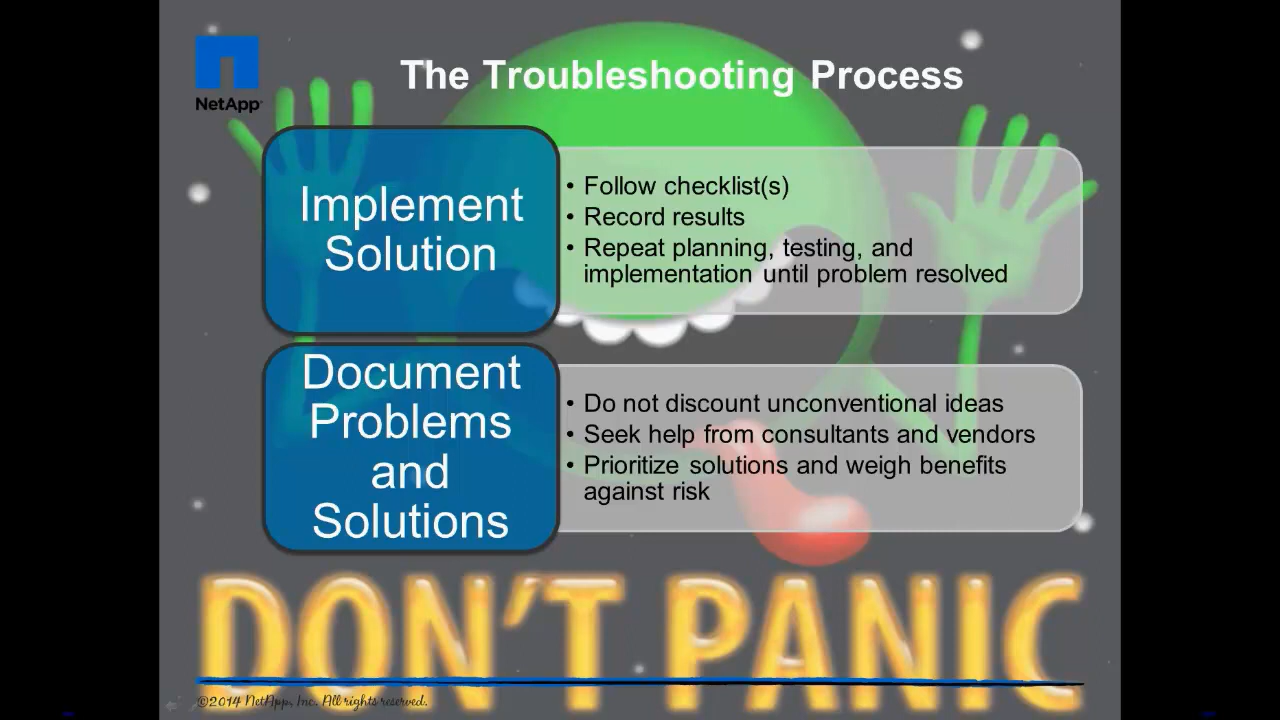 The Troubleshooting Process
NetApp
Implement
Solution
• Follow checklist(s)
• Record results
• Repeat planning, testing, and
implementation until problem resolved
Document
Problems
and
Solutions
• Do not discount unconventional ideas
• Seek help from consultants and vendors
• Prioritize solutions and weigh benefits
against risk
DON'T PANIC
©2014 NetApp, Inc. All rights reserved.